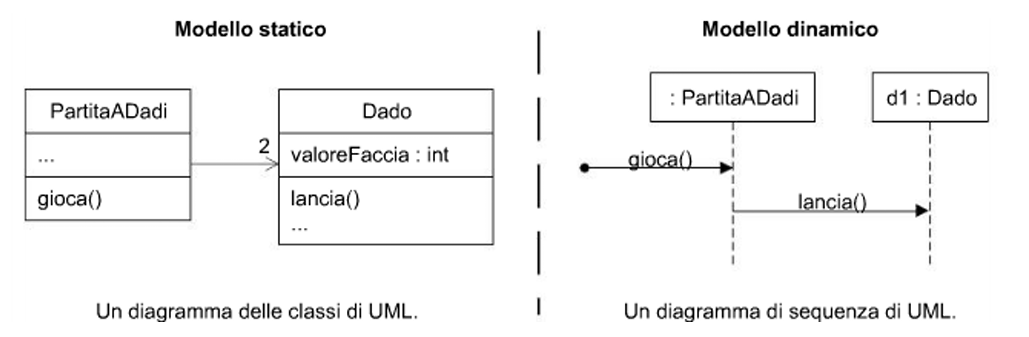 Modello statico
PartitaADadi
...
gioca()
2
Dado
valoreFaccia : int
lancia()
...
Un diagramma delle classi di UML.
Modello dinamico
: PartitaADadi
d1 : Dado
gioca()
lancia()
Un diagramma di sequenza di UML.